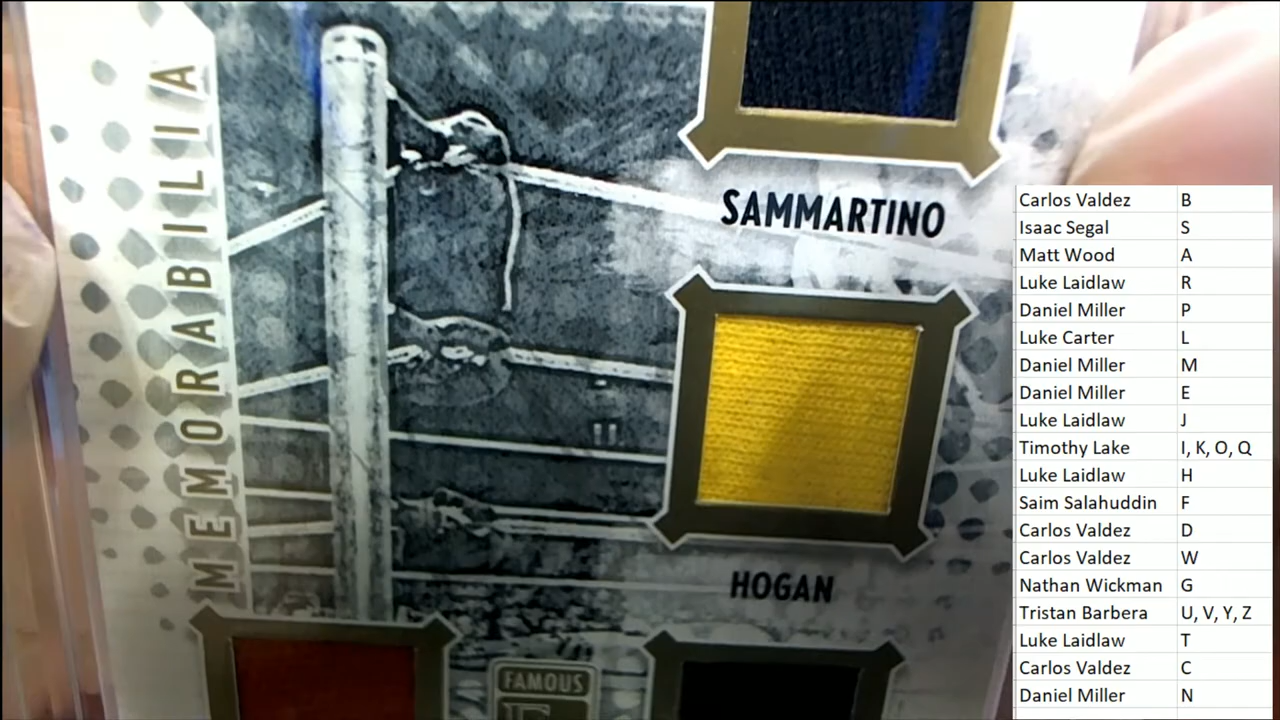 MEMORABILIA
SAMMARTINO
HOGAN
FAMOUS
Carlos Valdez B
Isaac Segal S
Matt Wood A
Luke Laidlaw R
Daniel Miller P
Luke Carter L
Daniel Miller M
Daniel Miller E
Luke Laidlaw J
Timothy Lake I, K, O, Q
Luke Laidlaw H
Saim Salahuddin F
Carlos Valdez D
Carlos Valdez W
Nathan Wickman G
Tristan Barbera U, V, Y, Z
Luke Laidlaw T
Carlos Valdez C
Daniel Miller N